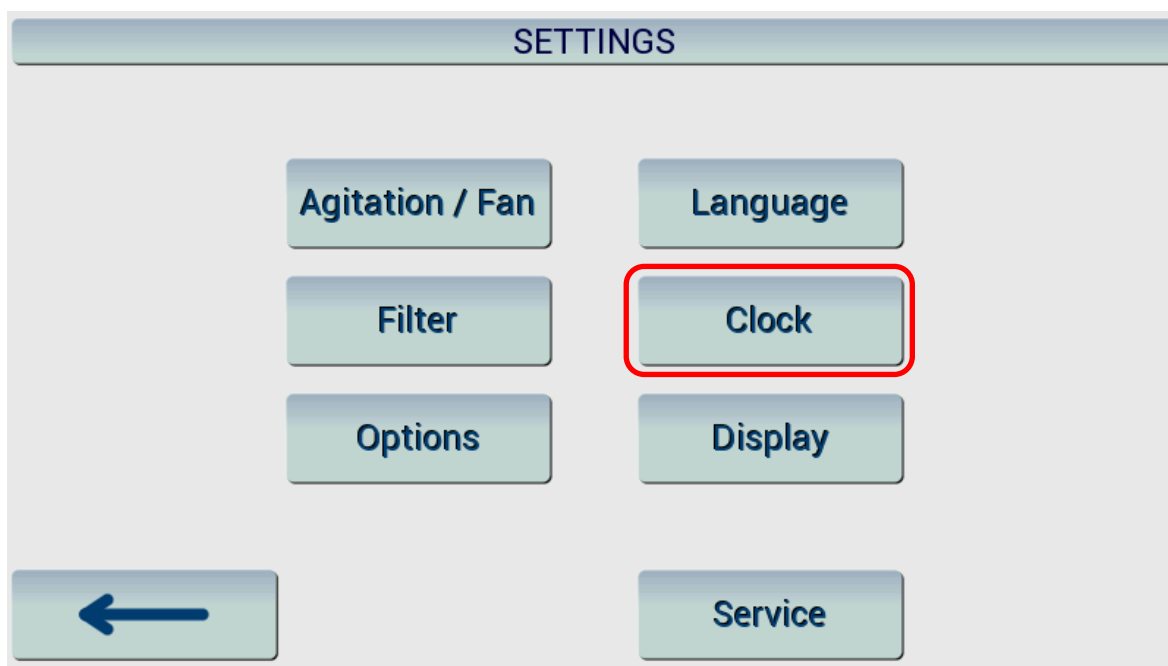 SETTINGS
Agitation / Fan
Language
Filter
Clock
Options
Display
Service